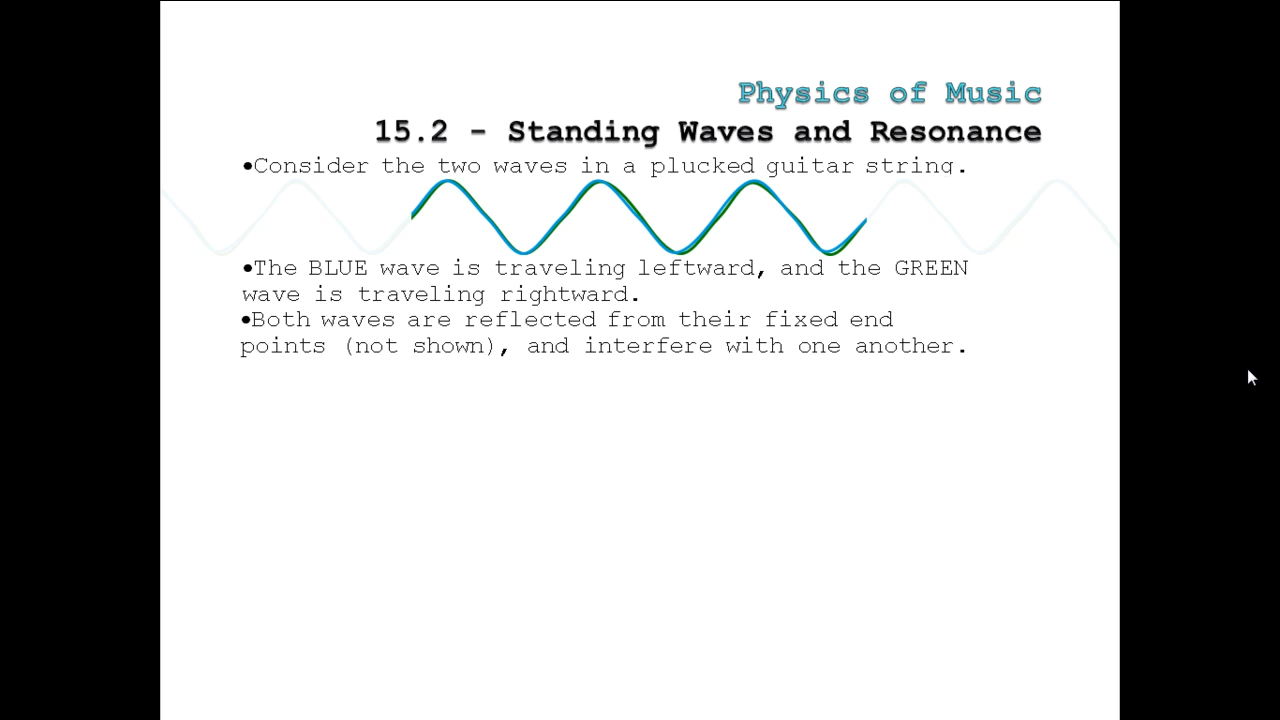 Physics of Music
15.2 – Standing Waves and Resonance
•Consider the two waves in a plucked guitar string.
•The BLUE wave is traveling leftward, and the GREEN
wave is traveling rightward.
•Both waves are reflected from their fixed end
points (not shown), and interfere with one another.